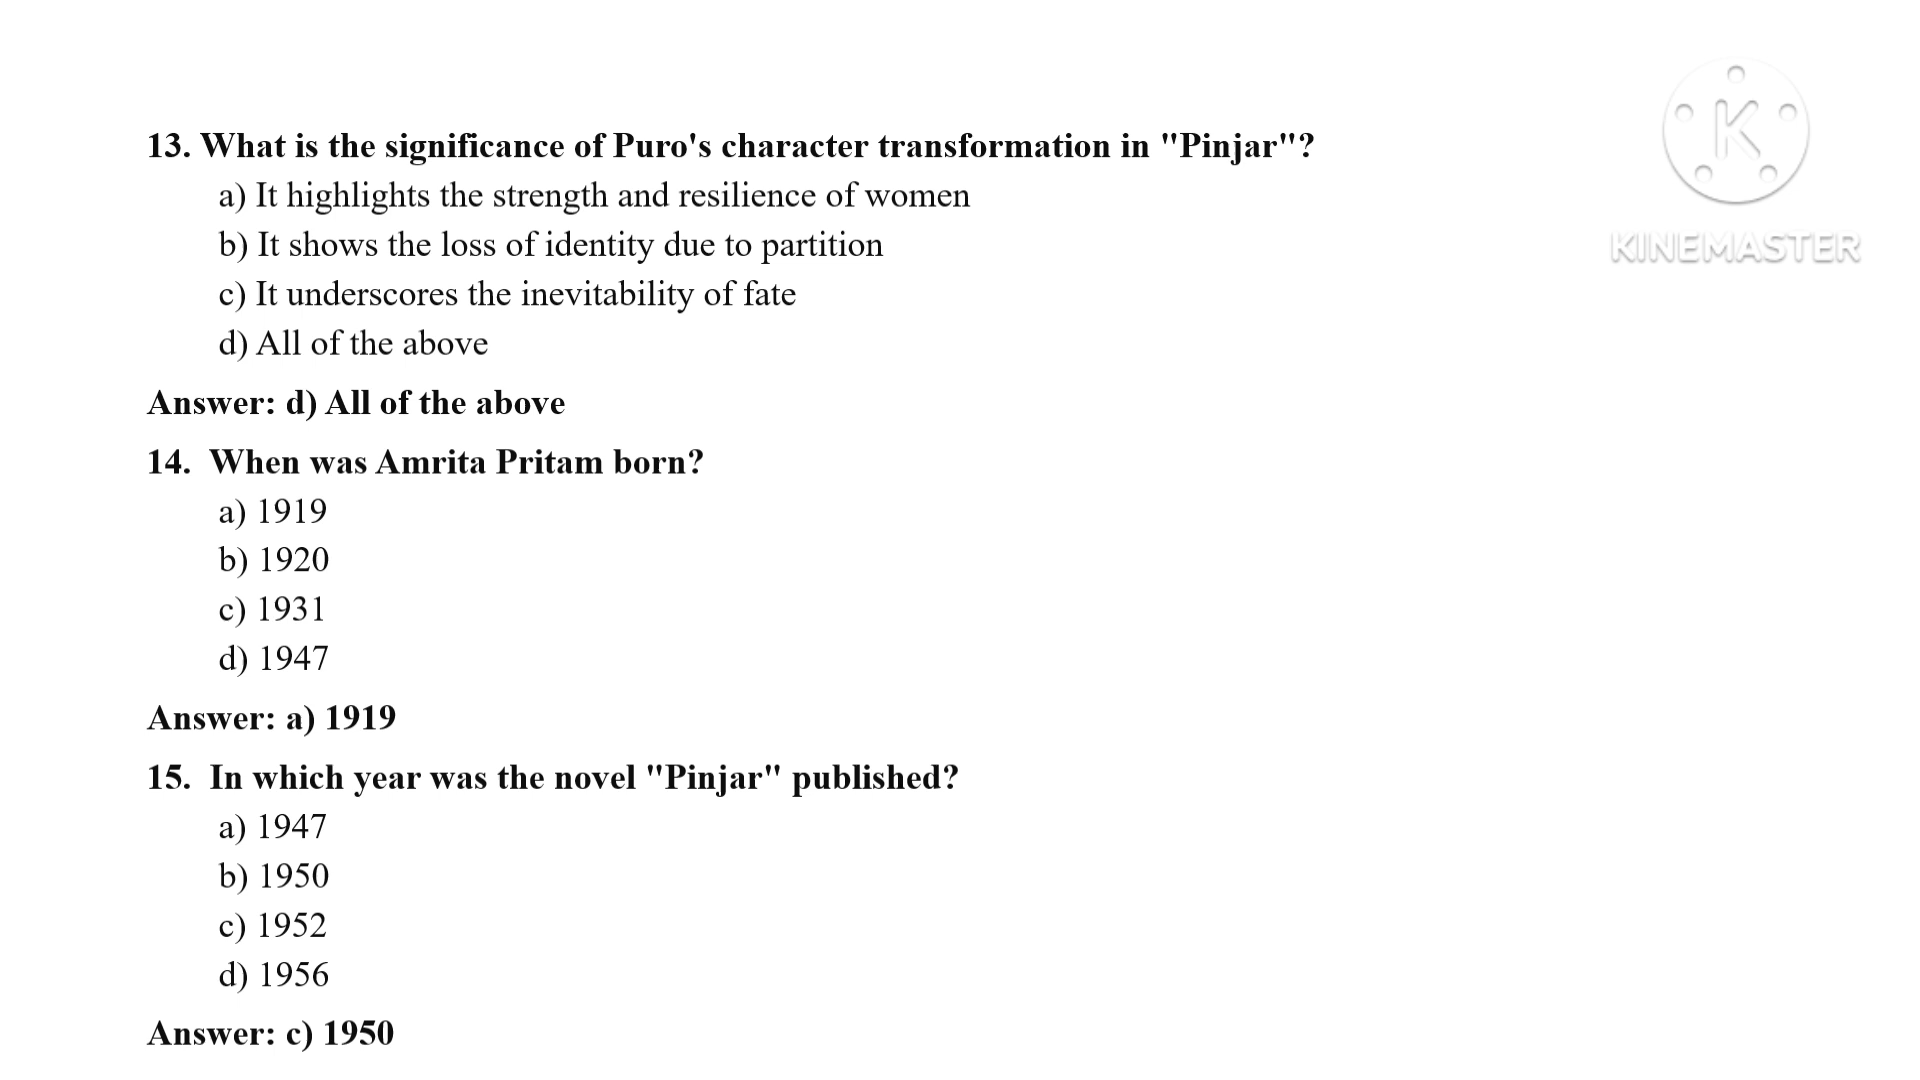 13. What is the significance of Puro's character transformation in "Pinjar"?
a) It highlights the strength and resilience of women
b) It shows the loss of identity due to partition
c) It underscores the inevitability of fate
d) All of the above
Answer: d) All of the above
14. When was Amrita Pritam born?
a) 1919
b) 1920
c) 1931
d) 1947
Answer: a) 1919
15. In which year was the novel "Pinjar" published?
a) 1947
b) 1950
c) 1952
d) 1956
Answer: c) 1950
K
KINEMASTER